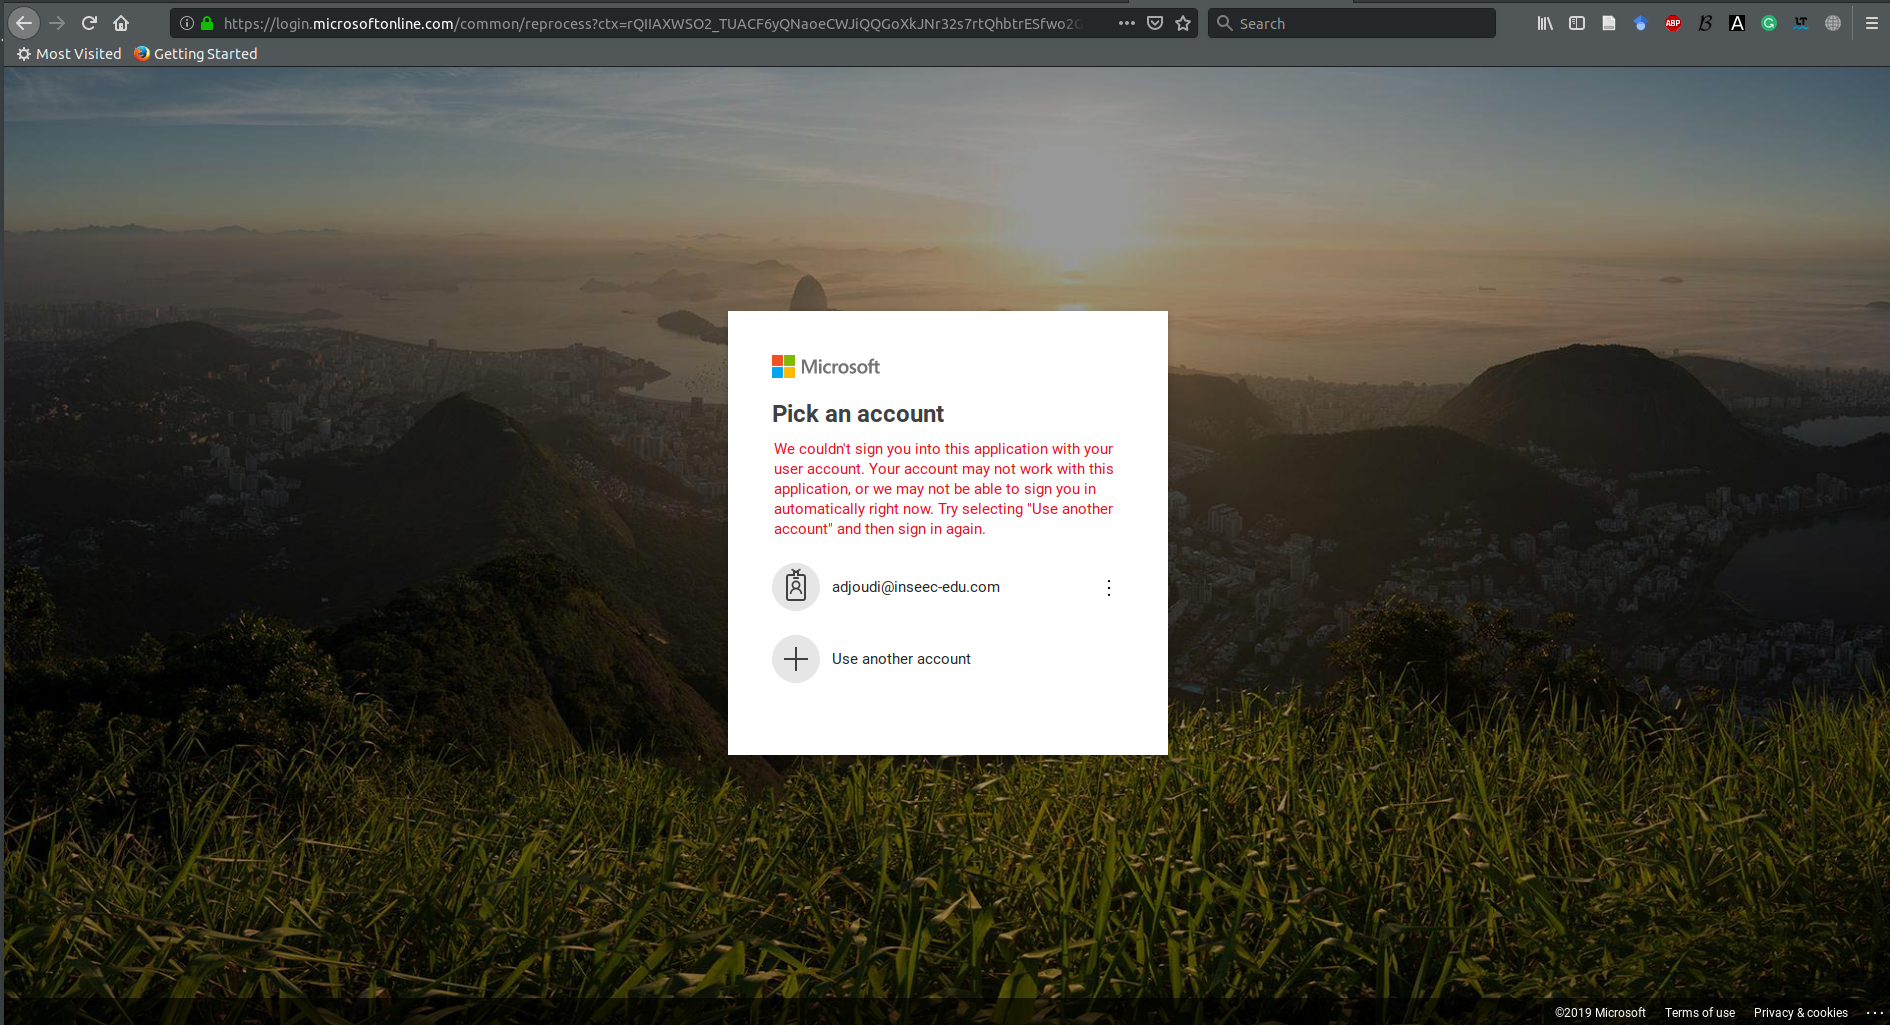 https://login.microsoftonline.com/common/reprocess?ctx=rQIIAXWSO2_TUACF6yQNaoeCWJiQQGoXkJNr32s7rtQhbtrESfwo2C
Search
ABP
A
LT
Most Visited
Getting Started
Microsoft
Pick an account
We couldn't sign you into this application with your
user account. Your account may not work with this
application, or we may not be able to sign you in
automatically right now. Try selecting "Use another
account" and then sign in again.
adjoudi@inseec-edu.com
Use another account
©2019 Microsoft
Terms of use
Privacy & cookies